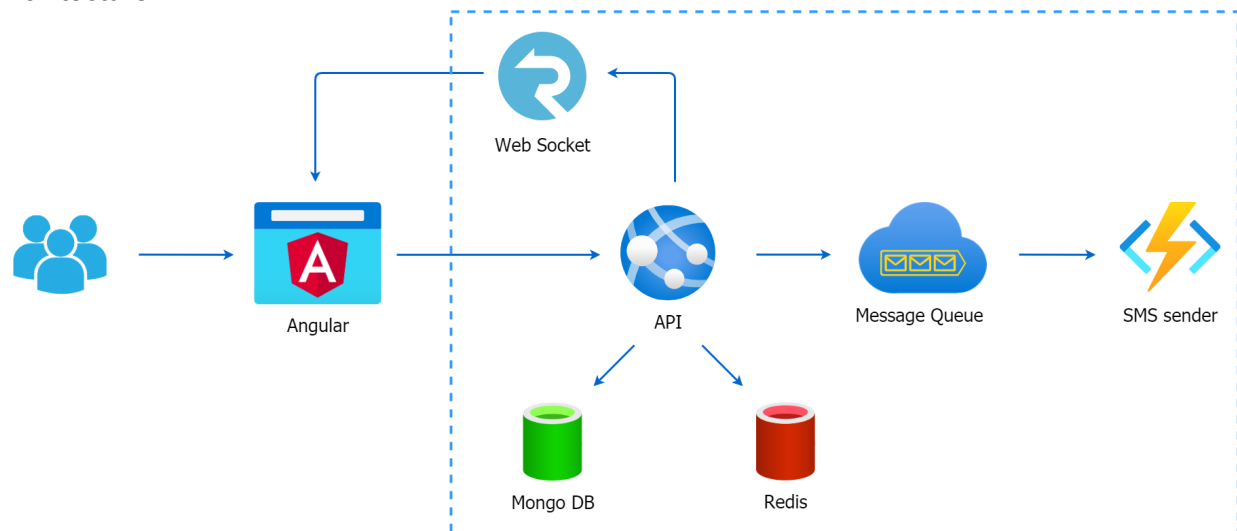 Web Socket
Angular
API
Message Queue
SMS sender
Mongo DB
Redis